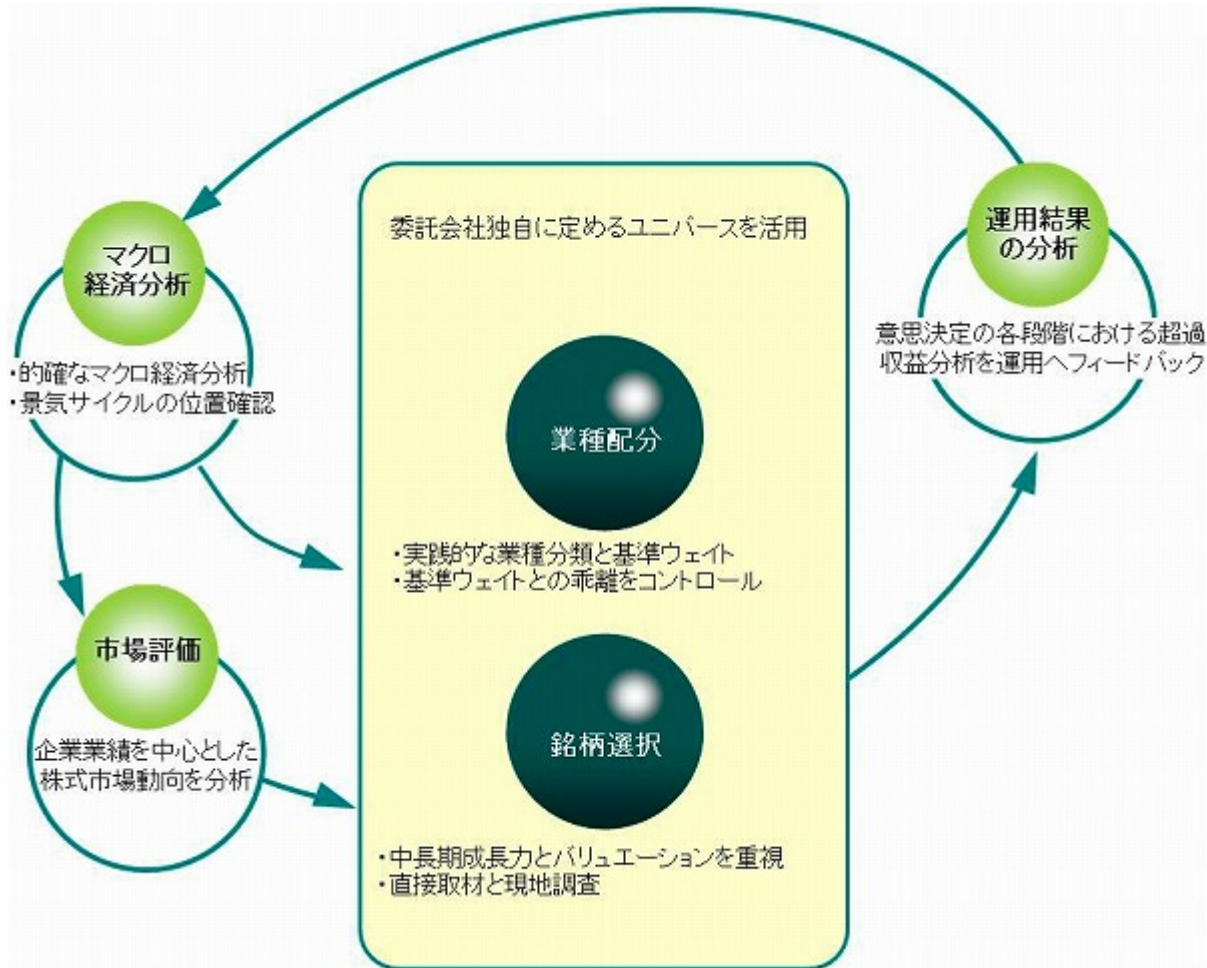 マクロ
経済分析
・的確なマクロ経済分析
・景気サイクルの位置確認
市場評価
企業業績を中心とした
株式市場動向を分析
委託会社独自に定めるユニバースを活用
業種配分
・実践的な業種分類と基準ウェイト
・基準ウェイトとの乖離をコントロール
銘柄選択
・中長期成長力とバリュエーションを重視
・直接取材と現地調査
運用結果
の分析
意思決定の各段階における超過
収益分析を運用へフィードバック